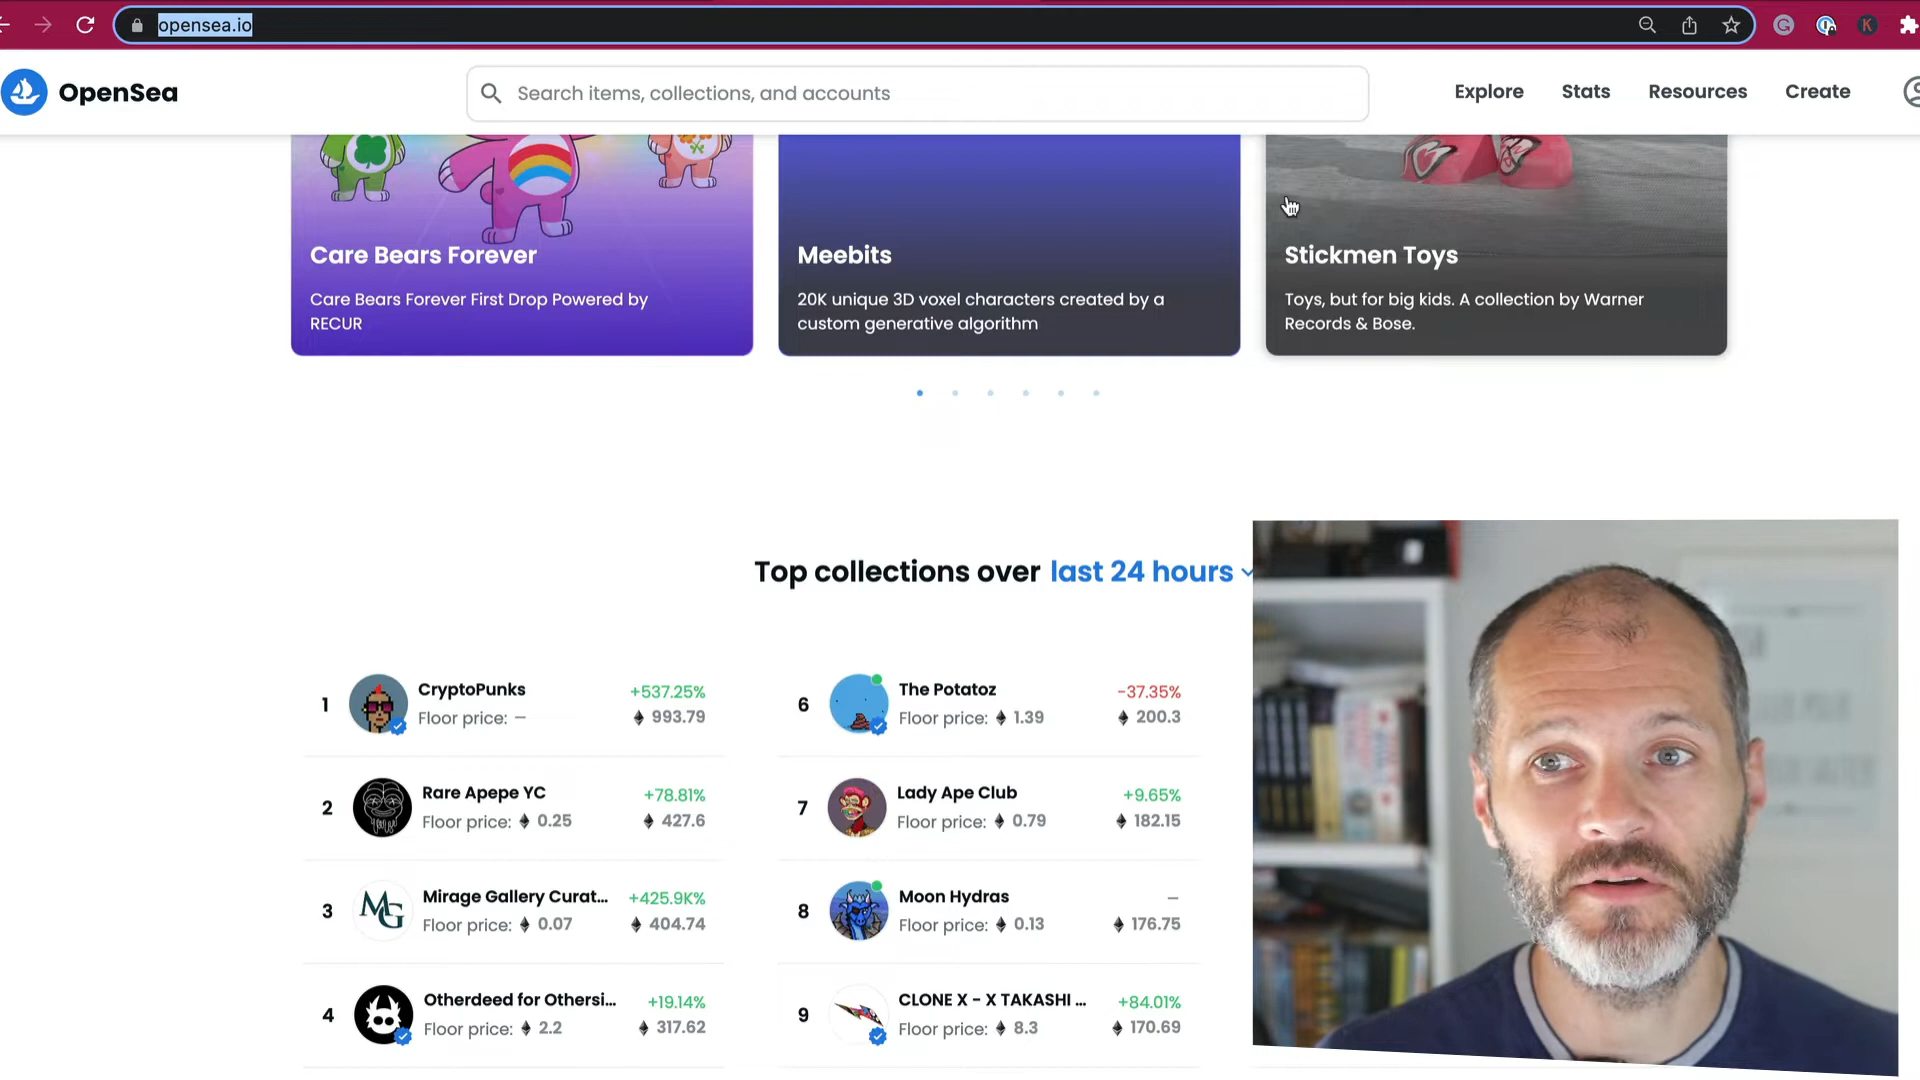 opensea.io
OpenSea
Search items, collections, and accounts
Explore
Stats
Resources
Create
Care Bears Forever
Care Bears Forever First Drop Powered by
RECUR
Meebits
20K unique 3D voxel characters created by a
custom generative algorithm
Stickmen Toys
Toys, but for big kids. A collection by Warner
Records & Bose.
Top collections over last 24 hours
1
CryptoPunks
+537.25%
Floor price: —
993.79
2
Rare Apepe YC
+78.81%
Floor price: 0.25
427.6
3
MG
Mirage Gallery Curat...
+425.9K%
Floor price: 0.07
404.74
4
Otherdeed for Othersi...
+19.14%
Floor price: 2.2
317.62
6
The Potatoz
-37.35%
Floor price: 1.39
200.3
7
Lady Ape Club
+9.65%
Floor price: 0.79
182.15
8
Moon Hydras
—
Floor price: 0.13
176.75
9
CLONE X - X TAKASHI ...
+84.01%
Floor price: 8.3
170.69